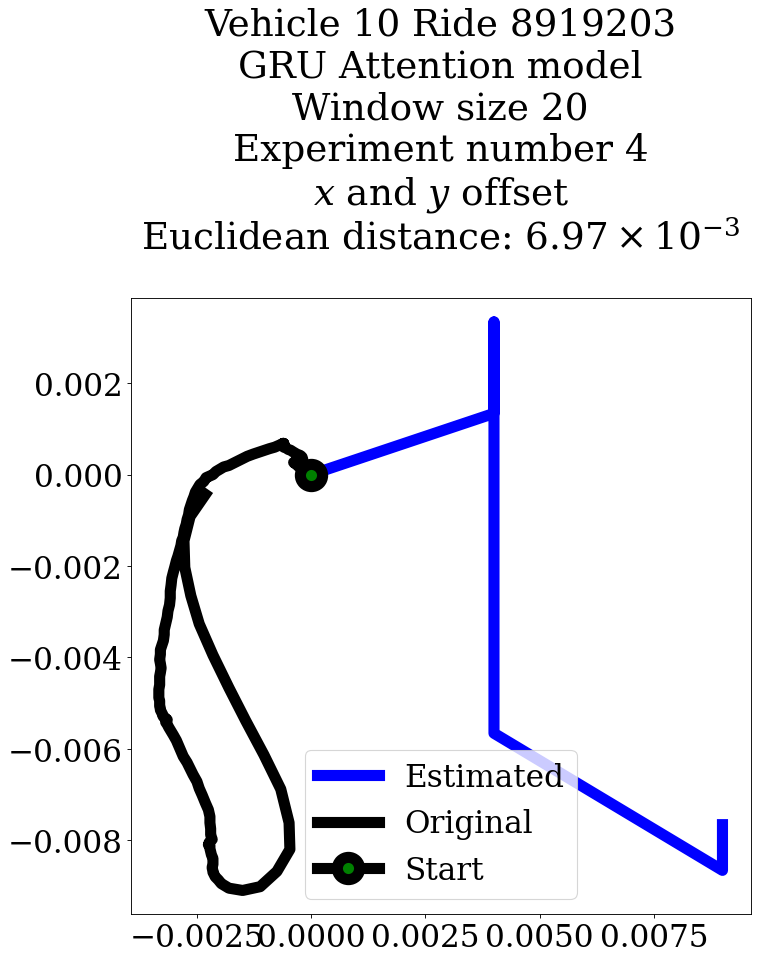 Vehicle 10 Ride 8919203
GRU Attention model
Window size 20
Experiment number 4
x and y offset
Euclidean distance: 6.97 × 10⁻³
0.002
0.000
−0.002
−0.004
−0.006
−0.008
Estimated
Original
Start
−0.0025 0.0000 0.0025 0.0050 0.0075